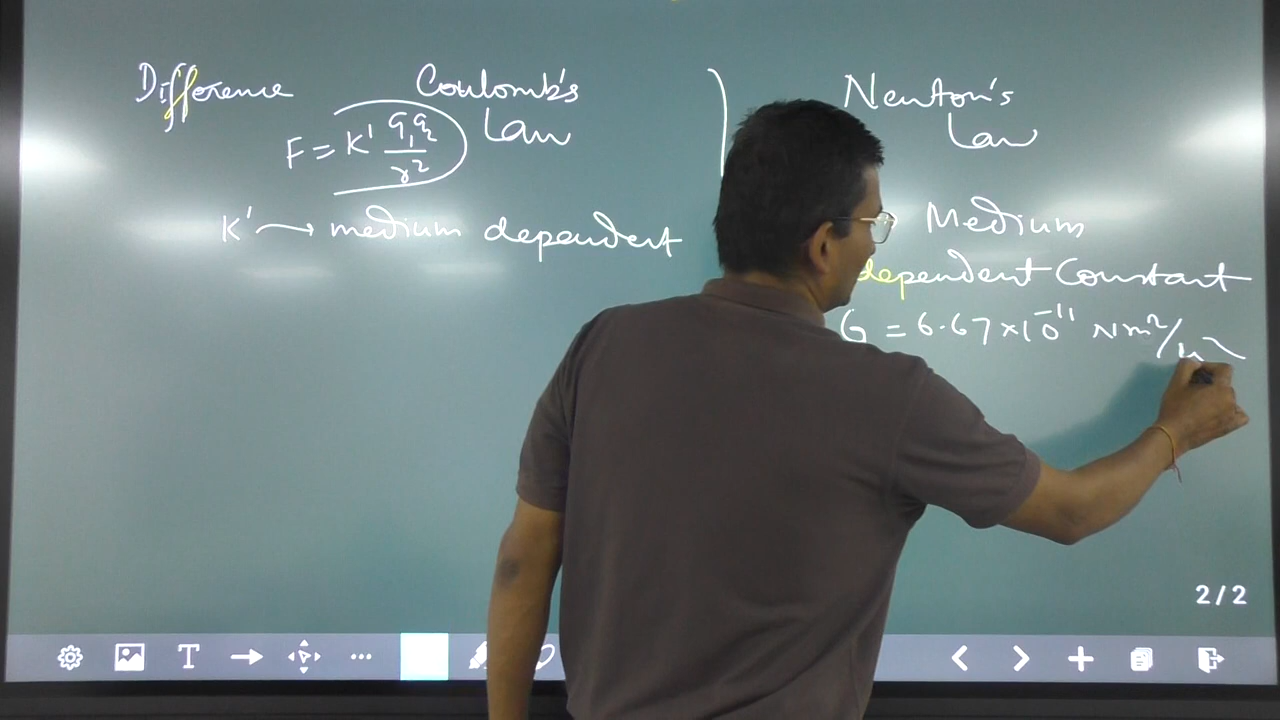 Difference Coulomb's Newton's
Law Law
F = K' q₁q₂/r²
K' → medium dependent
Medium
dependent Constant
G = 6.67 × 10⁻¹¹ Nm²/
2/2
T